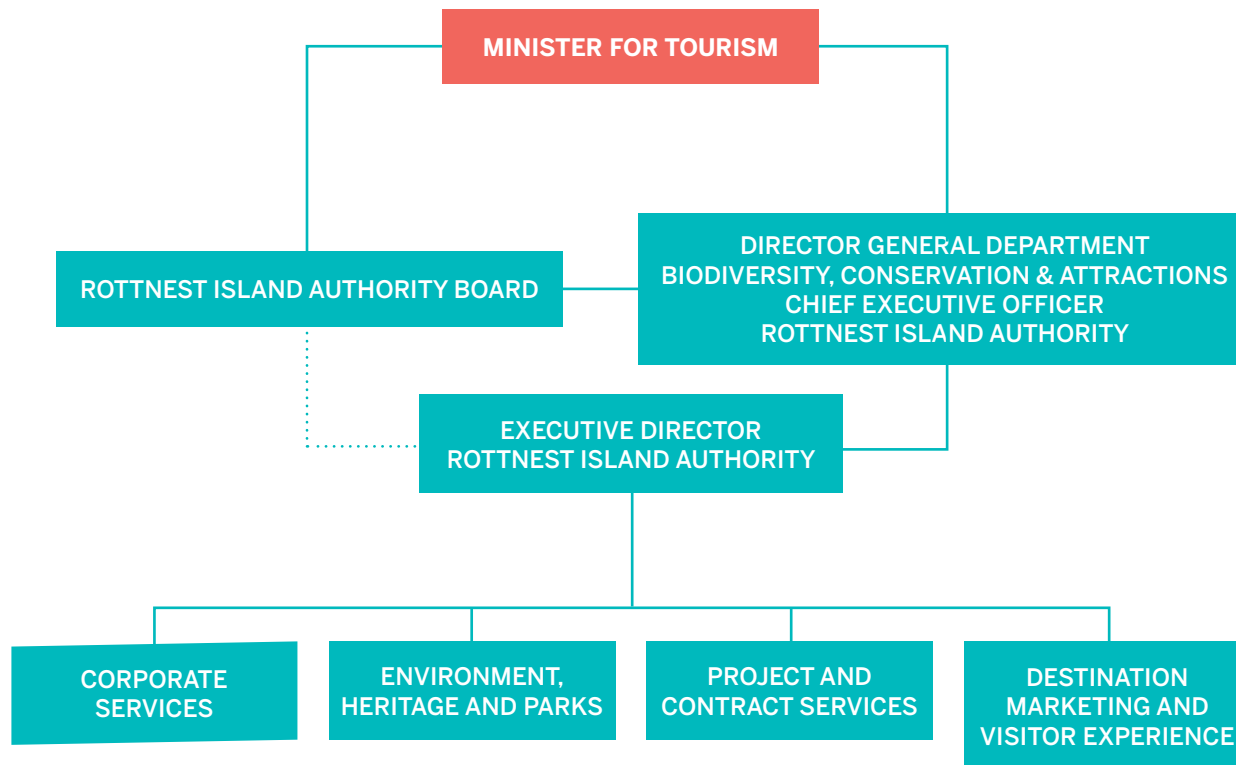 MINISTER FOR TOURISM
ROTTNEST ISLAND AUTHORITY BOARD
DIRECTOR GENERAL DEPARTMENT
BIODIVERSITY, CONSERVATION & ATTRACTIONS
CHIEF EXECUTIVE OFFICER
ROTTNEST ISLAND AUTHORITY
EXECUTIVE DIRECTOR
ROTTNEST ISLAND AUTHORITY
CORPORATE
SERVICES
ENVIRONMENT,
HERITAGE AND PARKS
PROJECT AND
CONTRACT SERVICES
DESTINATION
MARKETING AND
VISITOR EXPERIENCE